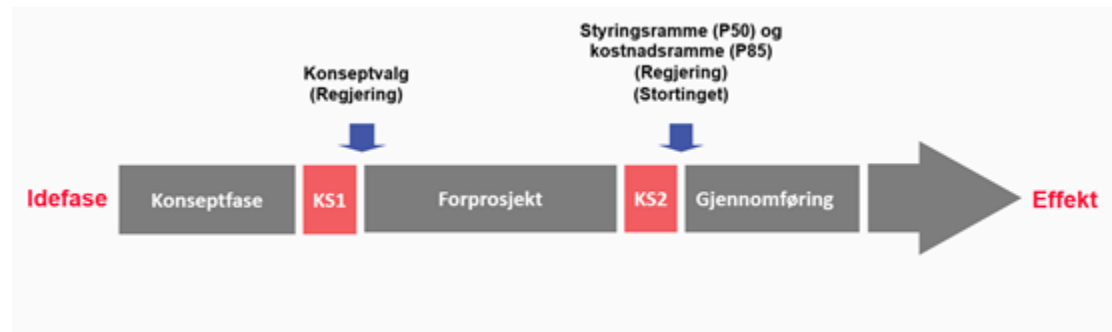 Styringsramme (P50) og
kostnadsramme (P85)
(Regjering)
(Stortinget)
Konseptvalg
(Regjering)
Idefase
Konseptfase
KS1
Forprosjekt
KS2
Gjennomføring
Effekt